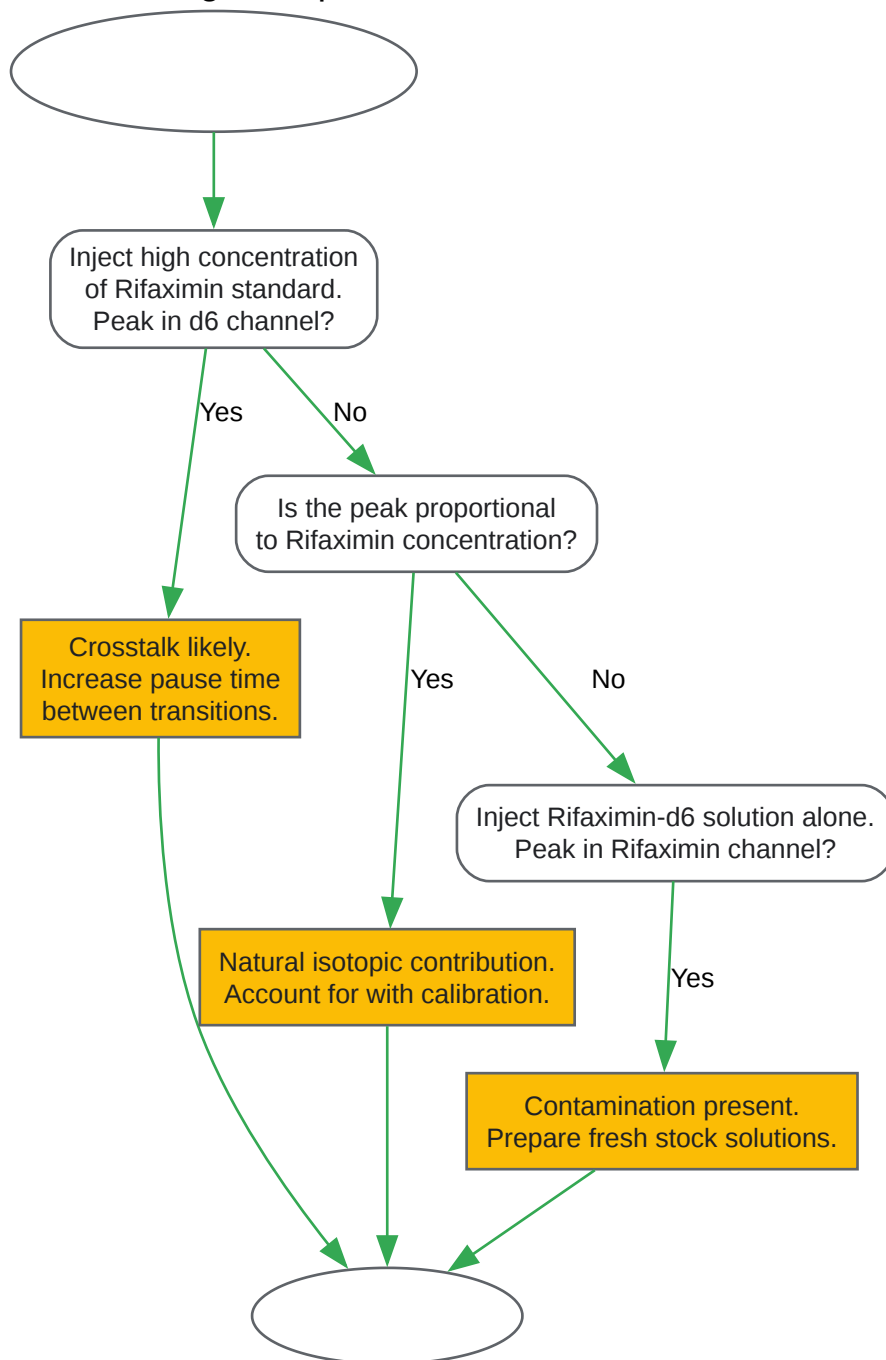 Inject high concentration
of Rifaximin standard.
Peak in d6 channel?
Yes
No
Is the peak proportional
to Rifaximin concentration?
Crosstalk likely.
Increase pause time
between transitions.
Yes
No
Inject Rifaximin-d6 solution alone.
Peak in Rifaximin channel?
Natural isotopic contribution.
Account for with calibration.
Yes
Contamination present.
Prepare fresh stock solutions.